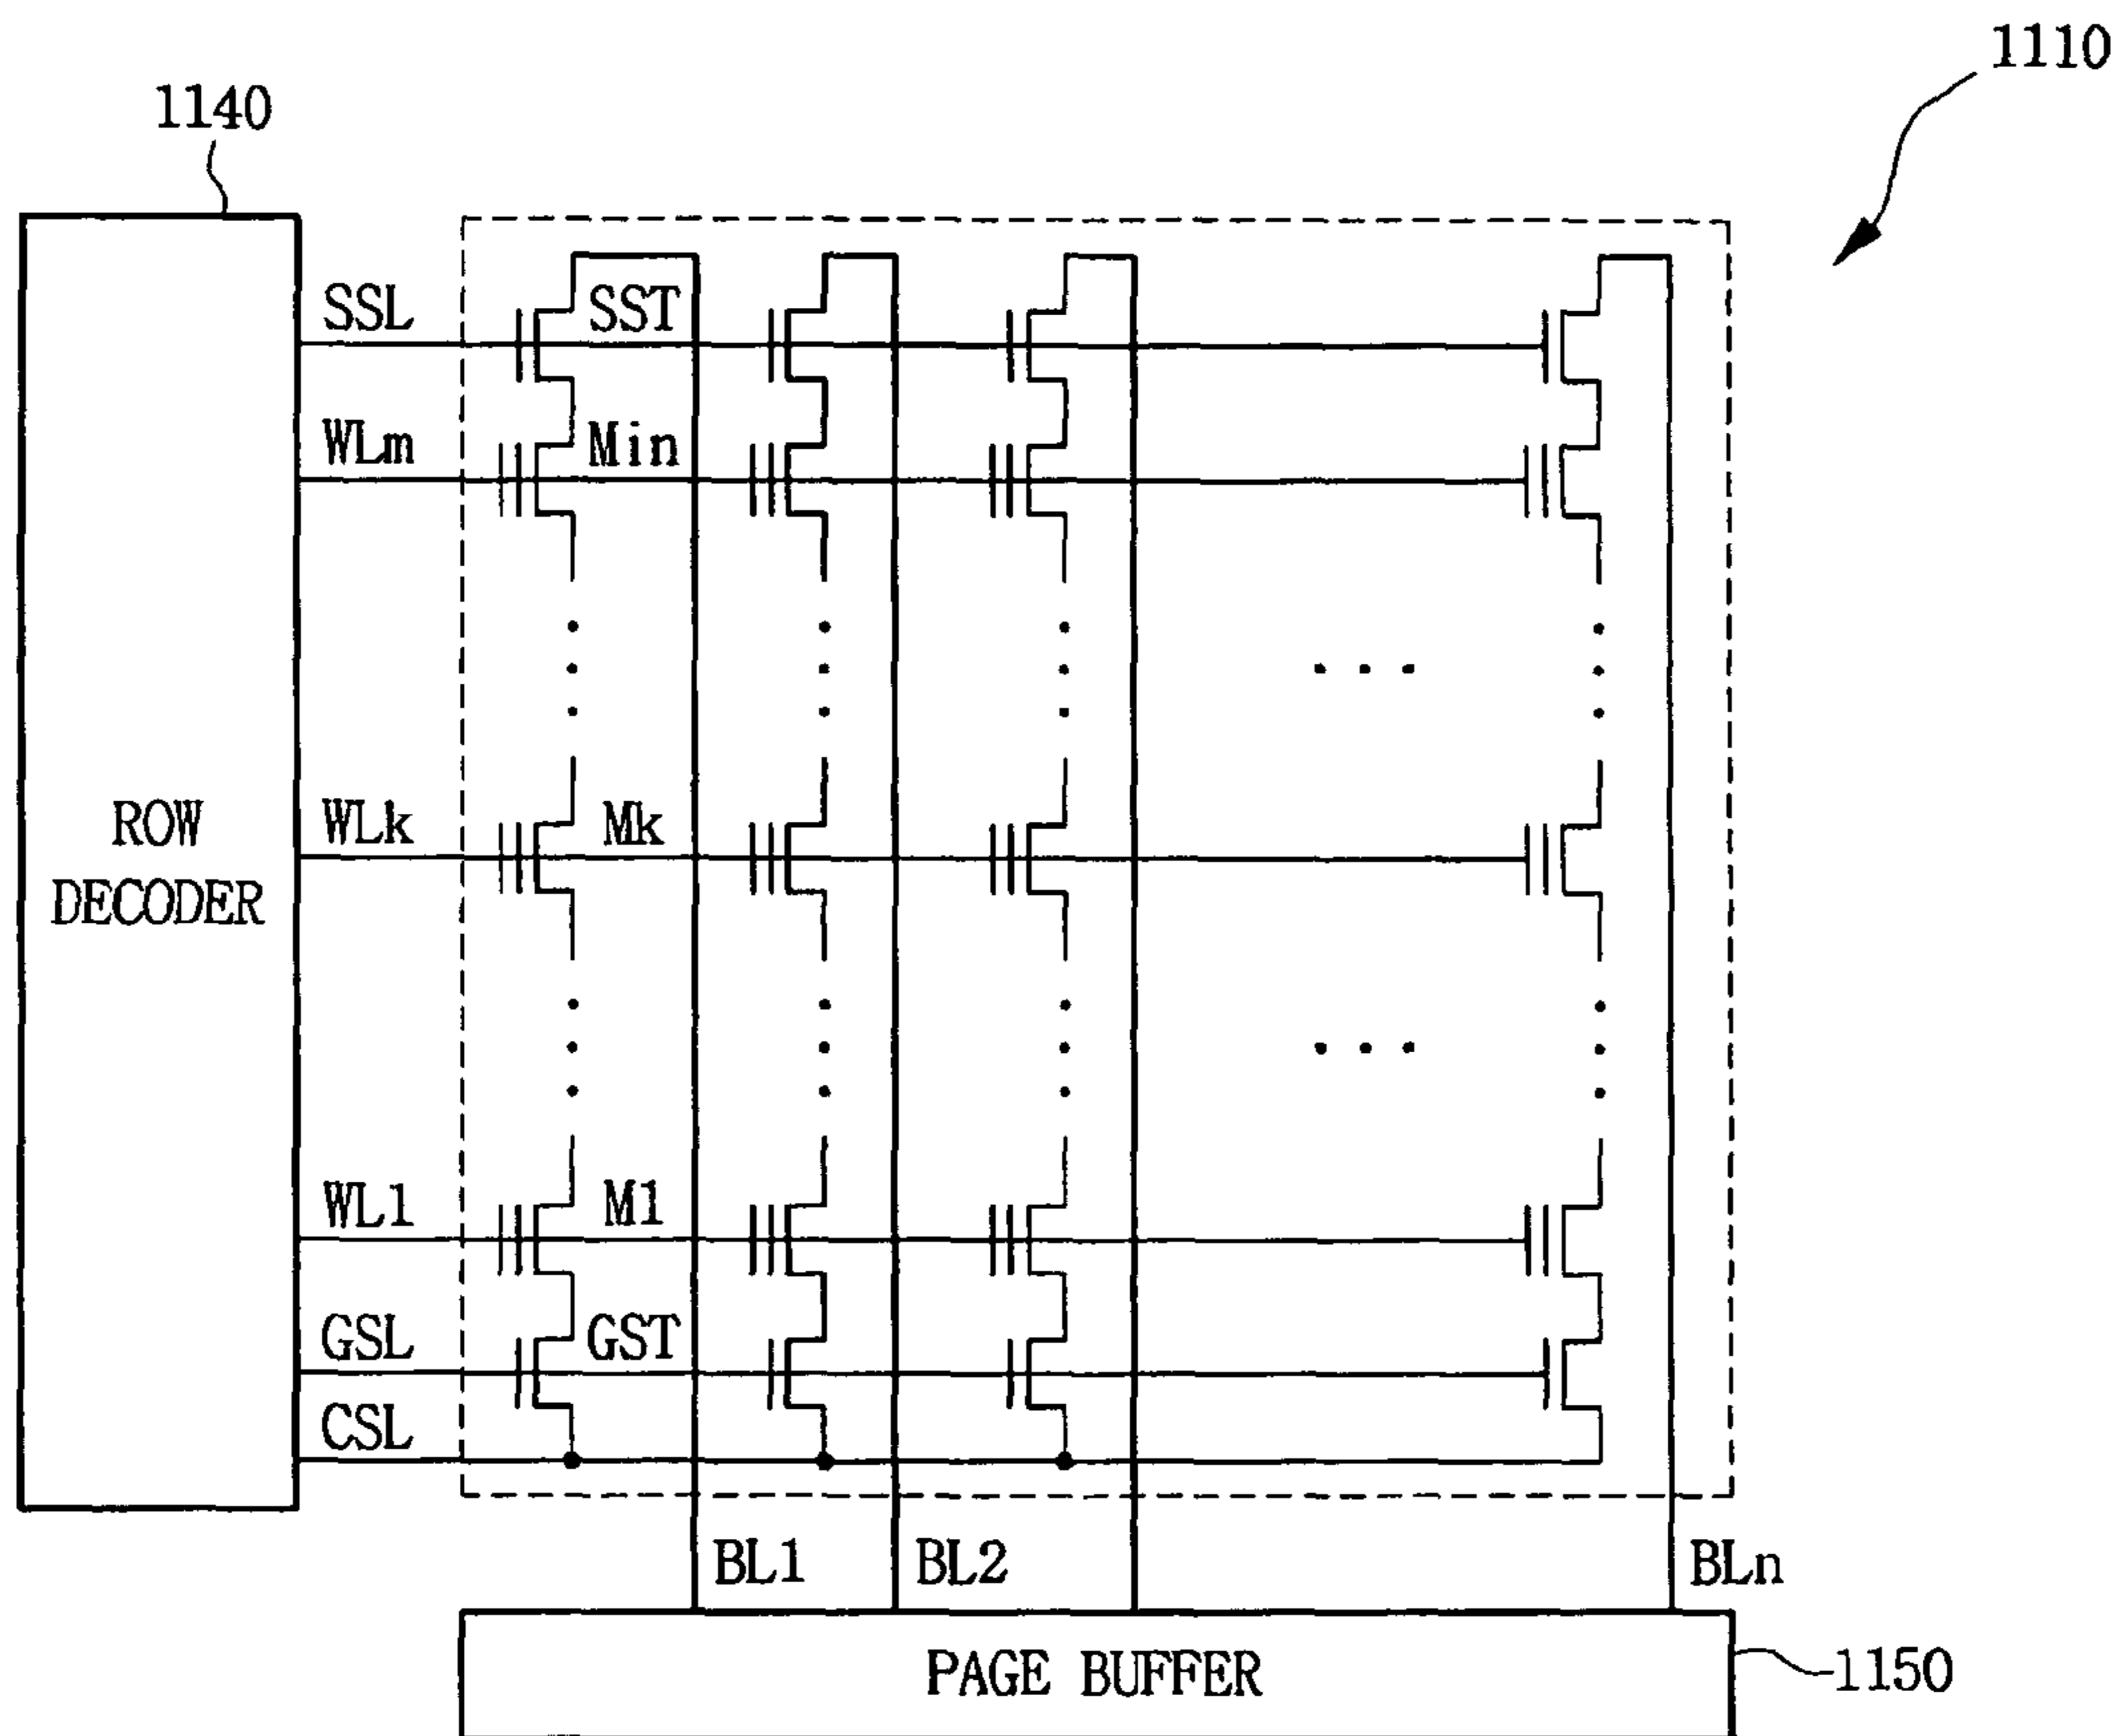 1110
1140
SSL SST
WLm Min
WLk Mk
ROW
DECODER
WL1 M1
GSL GST
CSL
BL1 BL2 BLn
PAGE BUFFER
1150